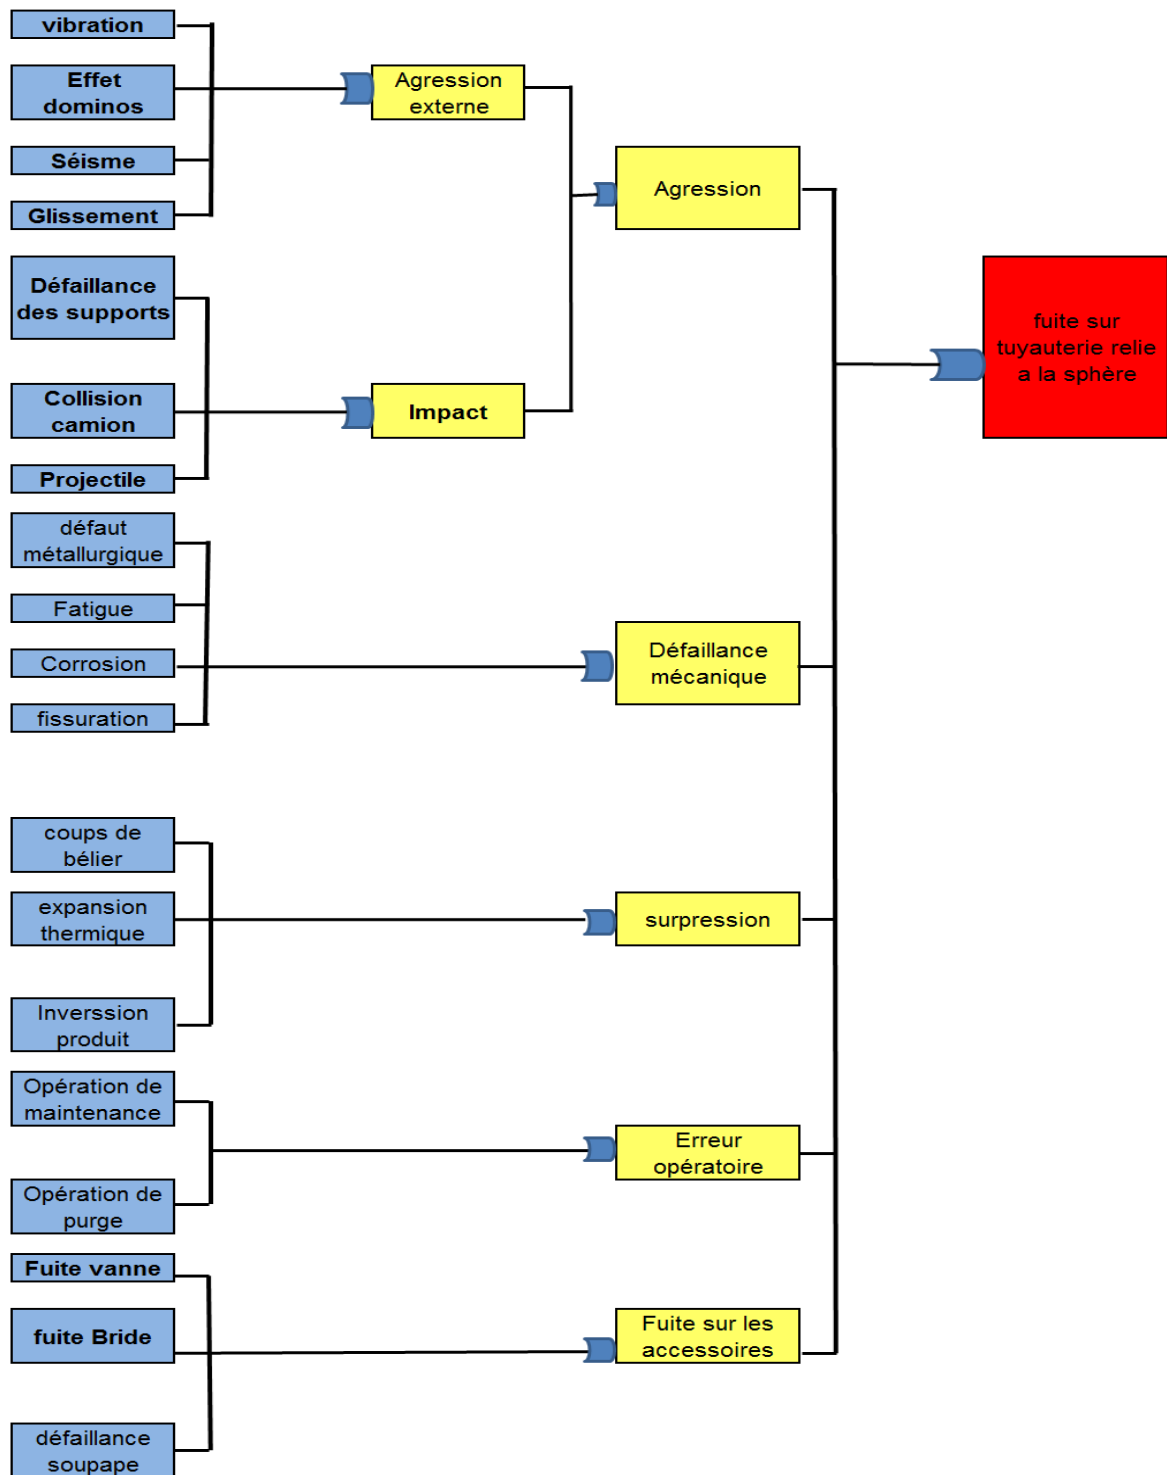 vibration
Effet
dominos
Séisme
Glissement
Défaillance
des supports
Collision
camion
Projectile
défaut
métallurgique
Fatigue
Corrosion
fissuration
coups de
bélier
expansion
thermique
Inverssion
produit
Opération de
maintenance
Opération de
purge
Fuite vanne
fuite Bride
défaillance
soupape
Agression
externe
Impact
Agression
Défaillance
mécanique
surpression
Erreur
opératoire
Fuite sur les
accessoires
fuite sur
tuyauterie relie
a la sphère